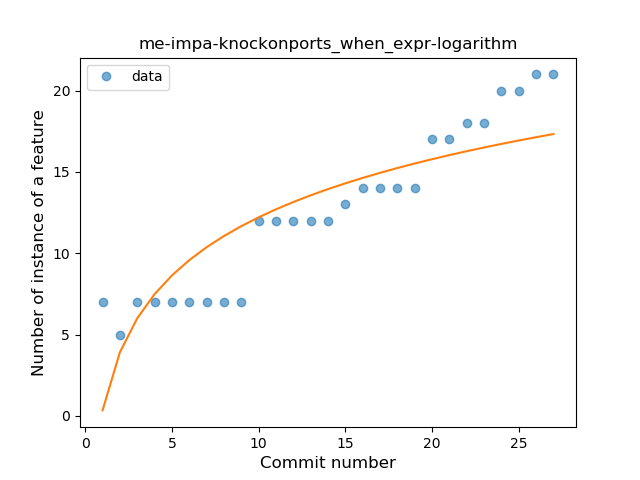 me-impa-knockonports_when_expr-logarithm
data
Number of instance of a feature
20
15
10
5
0
0 5 10 15 20 25
Commit number